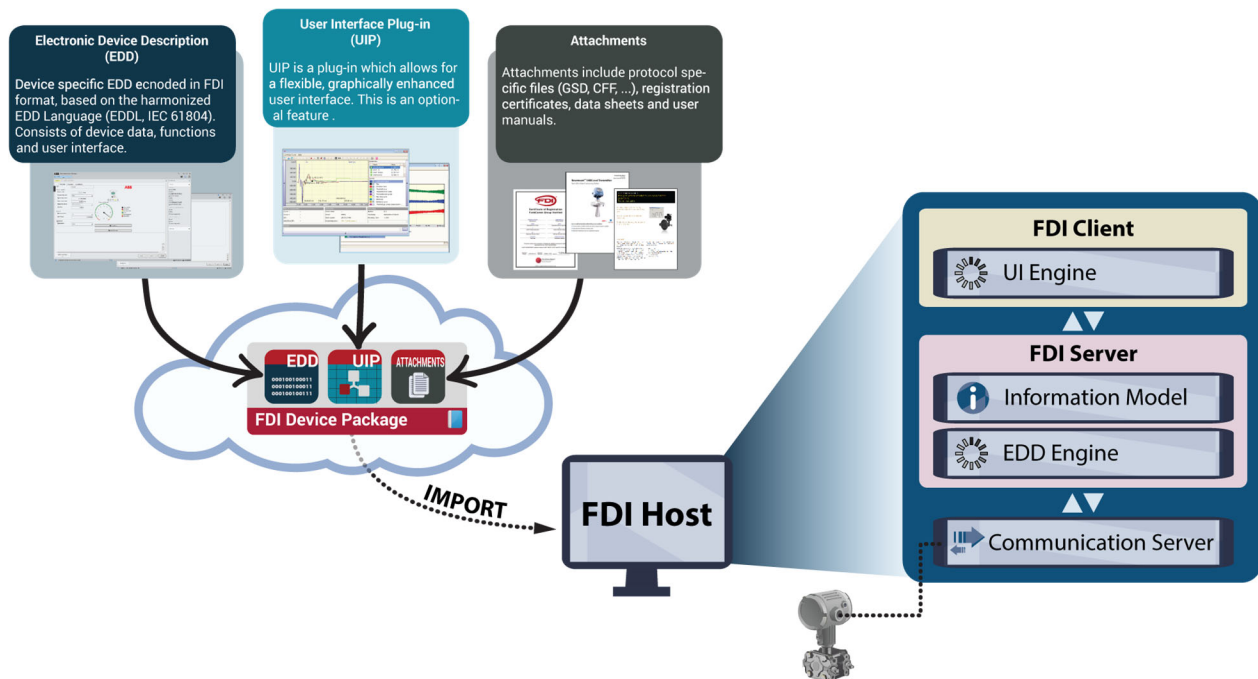 Electronic Device Description
(EDD)
Device specific EDD ecnoded in FDI
format, based on the harmonized
EDD Language (EDDL, IEC 61804).
Consists of device data, functions
and user interface.
User Interface Plug-in
(UIP)
UIP is a plug-in which allows for
a flexible, graphically enhanced
user interface. This is an option-
al feature .
Attachments
Attachments include protocol spe-
cific files (GSD, CFF, ...), registration
certificates, data sheets and user
manuals.
ABB
FDI
EDD
000100100011
000100100011
000100100111
UIP
ATTACHMENTS
FDI Device Package
IMPORT
FDI Host
FDI Client
UI Engine
FDI Server
Information Model
EDD Engine
Communication Server